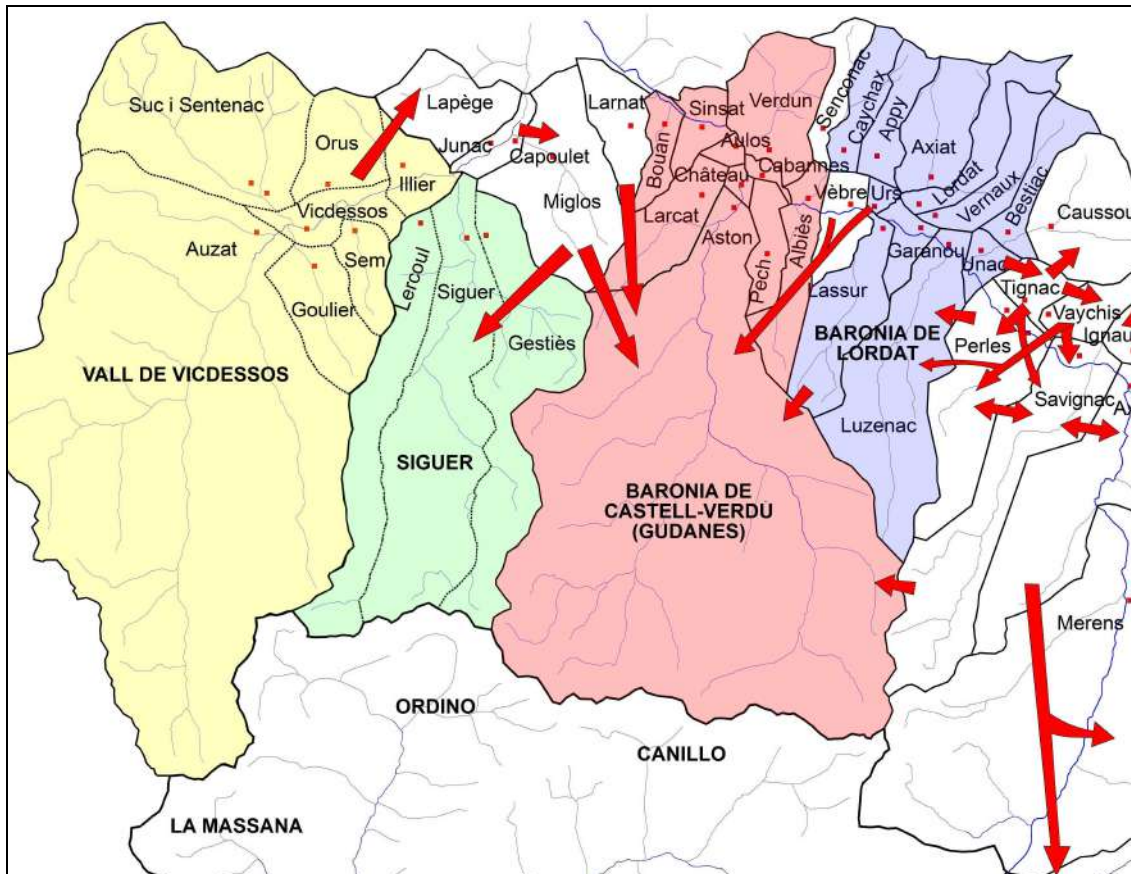 Suc i Sentenac
Orus
Lapège
Junac
Capoulet
Larnat
Miglos
Illier
Vicdessos
Auzat
Sem
Goulier
VALL DE VICDESSOS
Lercoul
Siguer
Gestiès
SIGUER
Bouan
Sinsat
Verdun
Aulos
Cabannes
Château
Larcat
Aston
Pech
Albiès
BARONIA DE
CASTELL-VERDÚ
(GUDANES)
Senconac
Caychax
Appy
Axiat
Lordat
Vernaux
Bestiac
Caussou
Vèbre
Urs
Garanou
Unac
Lassur
BARONIA DE
LORDAT
Luzenac
Tignac
Vaychis
Ignau
Perles
Savignac
Ax
Merens
ORDINO
CANILLO
LA MASSANA